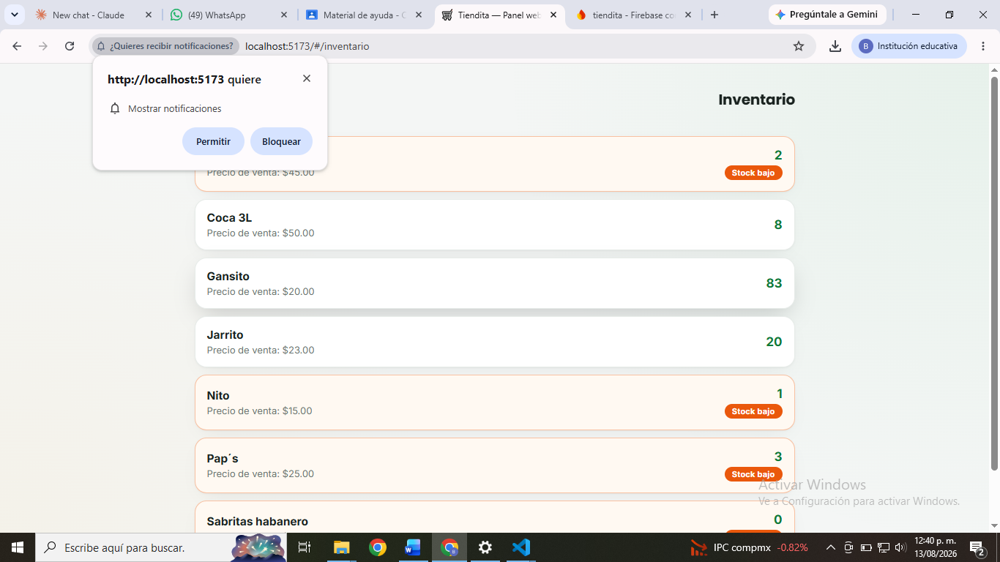 New chat - Claude
(49) WhatsApp
Material de ayuda - C
Tiendita — Panel web
tiendita - Firebase co
Pregúntale a Gemini
¿Quieres recibir notificaciones?
localhost:5173/#/inventario
B
Institución educativa
http://localhost:5173 quiere
Mostrar notificaciones
Permitir
Bloquear
Inventario
2
Precio de venta: $45.00
Stock bajo
Coca 3L
Precio de venta: $50.00
8
Gansito
Precio de venta: $20.00
83
Jarrito
Precio de venta: $23.00
20
Nito
Precio de venta: $15.00
1
Stock bajo
Pap´s
Precio de venta: $25.00
3
Stock bajo
Sabritas habanero
0
Activar Windows
Ve a Configuración para activar Windows.
Escribe aquí para buscar.
IPC compmx -0.82%
12:40 p. m.
13/08/2026
2